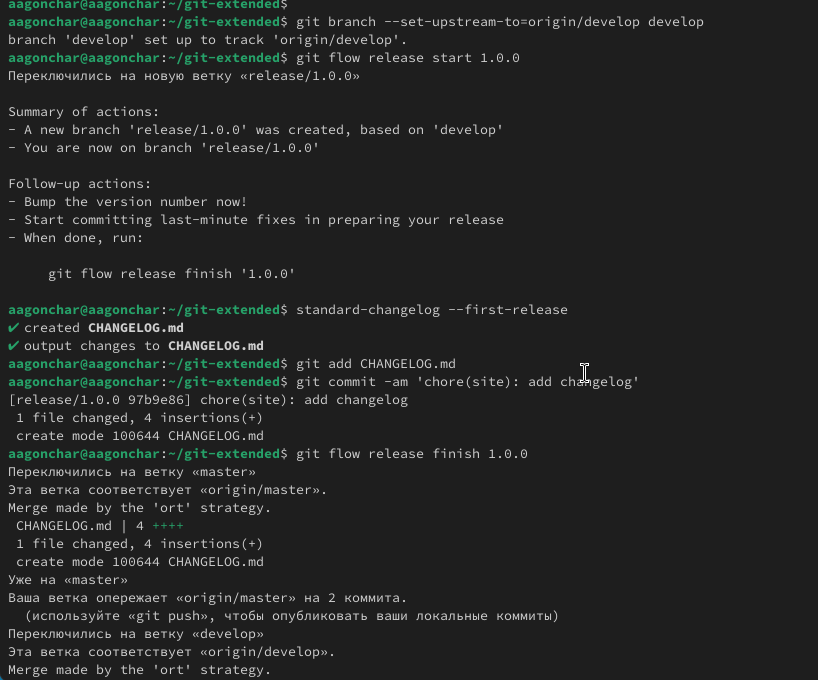 aagonchar@aagonchar:~/git-extended$
aagonchar@aagonchar:~/git-extended$ git branch --set-upstream-to=origin/develop develop
branch 'develop' set up to track 'origin/develop'.
aagonchar@aagonchar:~/git-extended$ git flow release start 1.0.0
Переключились на новую ветку «release/1.0.0»
Summary of actions:
- A new branch 'release/1.0.0' was created, based on 'develop'
- You are now on branch 'release/1.0.0'
Follow-up actions:
- Bump the version number now!
- Start committing last-minute fixes in preparing your release
- When done, run:
git flow release finish '1.0.0'
aagonchar@aagonchar:~/git-extended$ standard-changelog --first-release
✔ created CHANGELOG.md
✔ output changes to CHANGELOG.md
aagonchar@aagonchar:~/git-extended$ git add CHANGELOG.md
aagonchar@aagonchar:~/git-extended$ git commit -am 'chore(site): add changelog'
[release/1.0.0 97b9e86] chore(site): add changelog
1 file changed, 4 insertions(+)
create mode 100644 CHANGELOG.md
aagonchar@aagonchar:~/git-extended$ git flow release finish 1.0.0
Переключились на ветку «master»
Эта ветка соответствует «origin/master».
Merge made by the 'ort' strategy.
CHANGELOG.md | 4 ++++
1 file changed, 4 insertions(+)
create mode 100644 CHANGELOG.md
Уже на «master»
Ваша ветка опережает «origin/master» на 2 коммита.
(используйте «git push», чтобы опубликовать ваши локальные коммиты)
Переключились на ветку «develop»
Эта ветка соответствует «origin/develop».
Merge made by the 'ort' strategy.